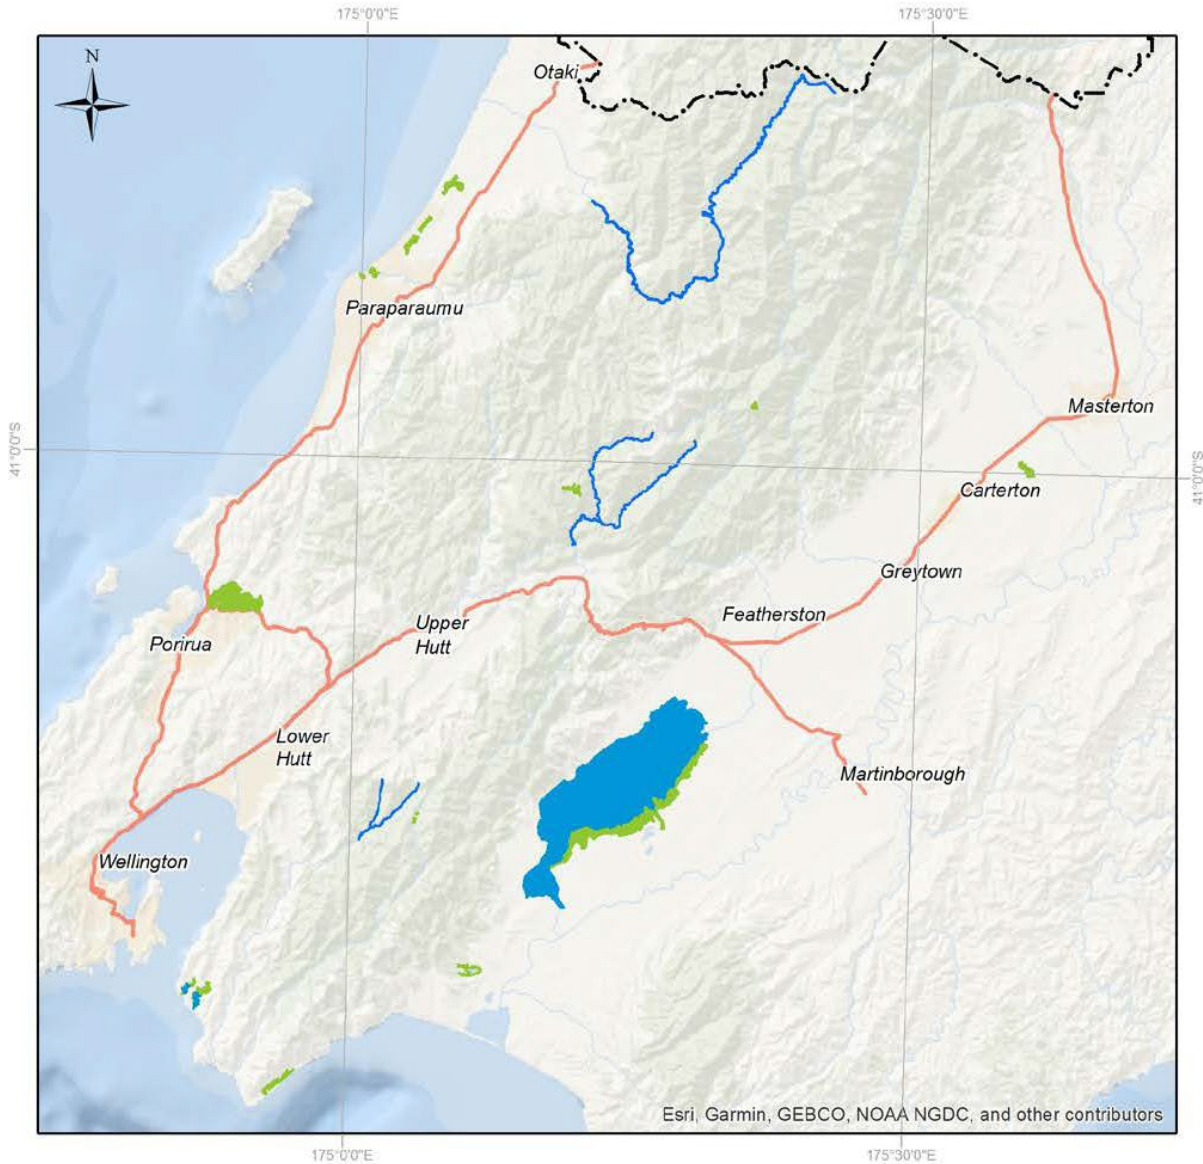 175°0'0"E
175°30'0"E
N
Otaki
Paraparaumu
Masterton
41°0'0"S
41°0'0"S
Carterton
Greytown
Featherston
Upper
Hutt
Porirua
Lower
Hutt
Martinborough
Wellington
Esri, Garmin, GEBCO, NOAA NGDC, and other contributors
175°0'0"E
175°30'0"E